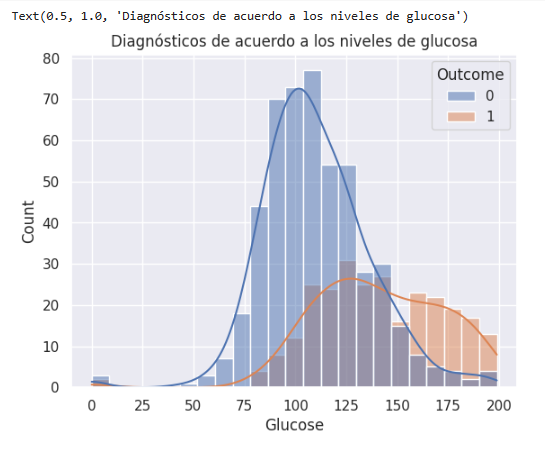 Text(0.5, 1.0, 'Diagnósticos de acuerdo a los niveles de glucosa')
Diagnósticos de acuerdo a los niveles de glucosa
Outcome
0
1
80
70
60
50
40
30
20
10
0
Count
0 25 50 75 100 125 150 175 200
Glucose